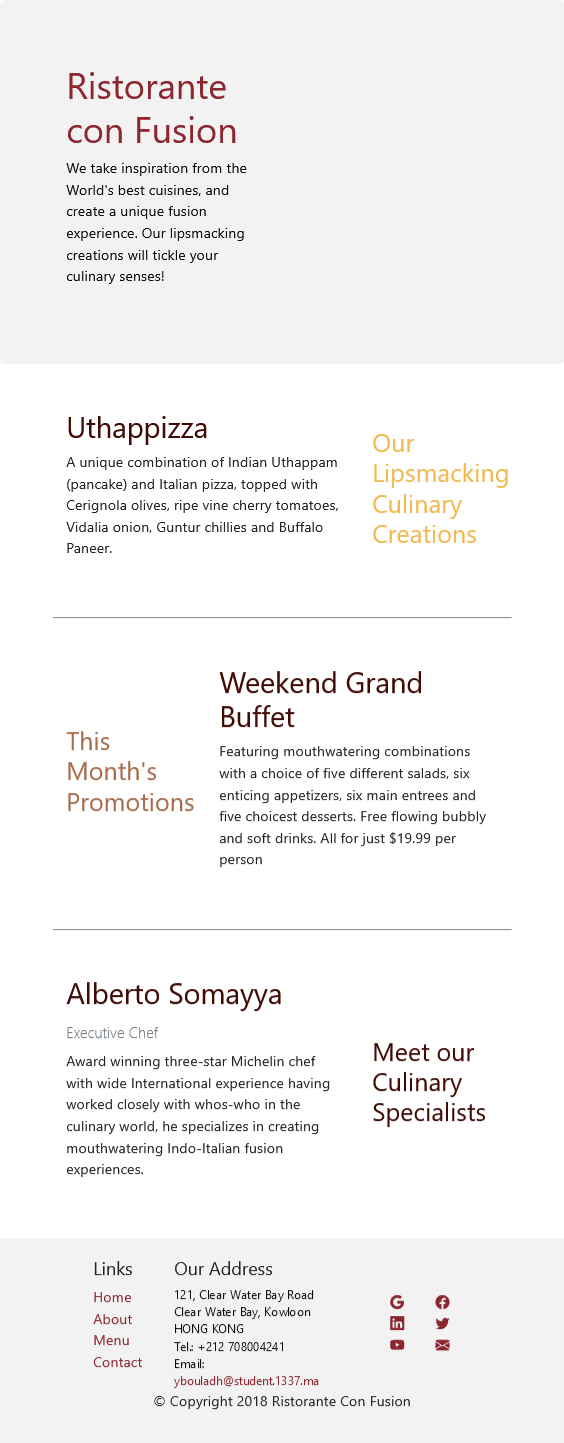 Ristorante
con Fusion
We take inspiration from the
World's best cuisines, and
create a unique fusion
experience. Our lipsmacking
creations will tickle your
culinary senses!
Uthappizza
A unique combination of Indian Uthappam
(pancake) and Italian pizza, topped with
Cerignola olives, ripe vine cherry tomatoes,
Vidalia onion, Guntur chillies and Buffalo
Paneer.
Our
Lipsmacking
Culinary
Creations
This
Month's
Promotions
Weekend Grand
Buffet
Featuring mouthwatering combinations
with a choice of five different salads, six
enticing appetizers, six main entrees and
five choicest desserts. Free flowing bubbly
and soft drinks. All for just $19.99 per
person
Alberto Somayya
Executive Chef
Award winning three-star Michelin chef
with wide International experience having
worked closely with whos-who in the
culinary world, he specializes in creating
mouthwatering Indo-Italian fusion
experiences.
Meet our
Culinary
Specialists
Links
Home
About
Menu
Contact
Our Address
121, Clear Water Bay Road
Clear Water Bay, Kowloon
HONG KONG
Tel.: +212 708004241
Email:
ybouladh@student.1337.ma
© Copyright 2018 Ristorante Con Fusion